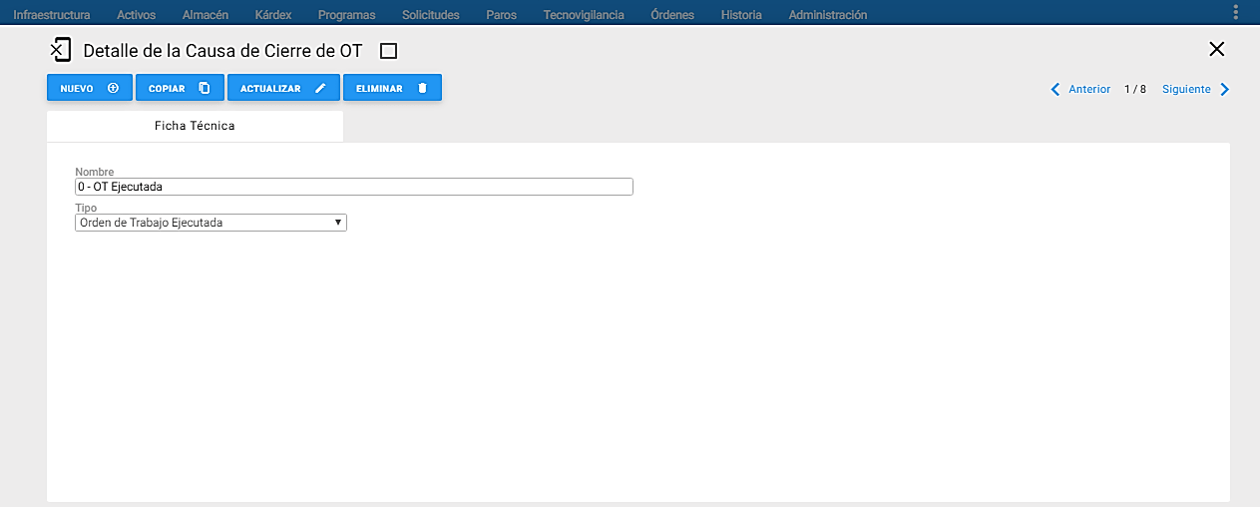 Infraestructura Activos Almacén Kárdex Programas Solicitudes Paros Tecnovigilancia Órdenes Historia Administración
Detalle de la Causa de Cierre de OT
NUEVO COPIAR ACTUALIZAR ELIMINAR Anterior 1 / 8 Siguiente
Ficha Técnica
Nombre
0 - OT Ejecutada
Tipo
Orden de Trabajo Ejecutada